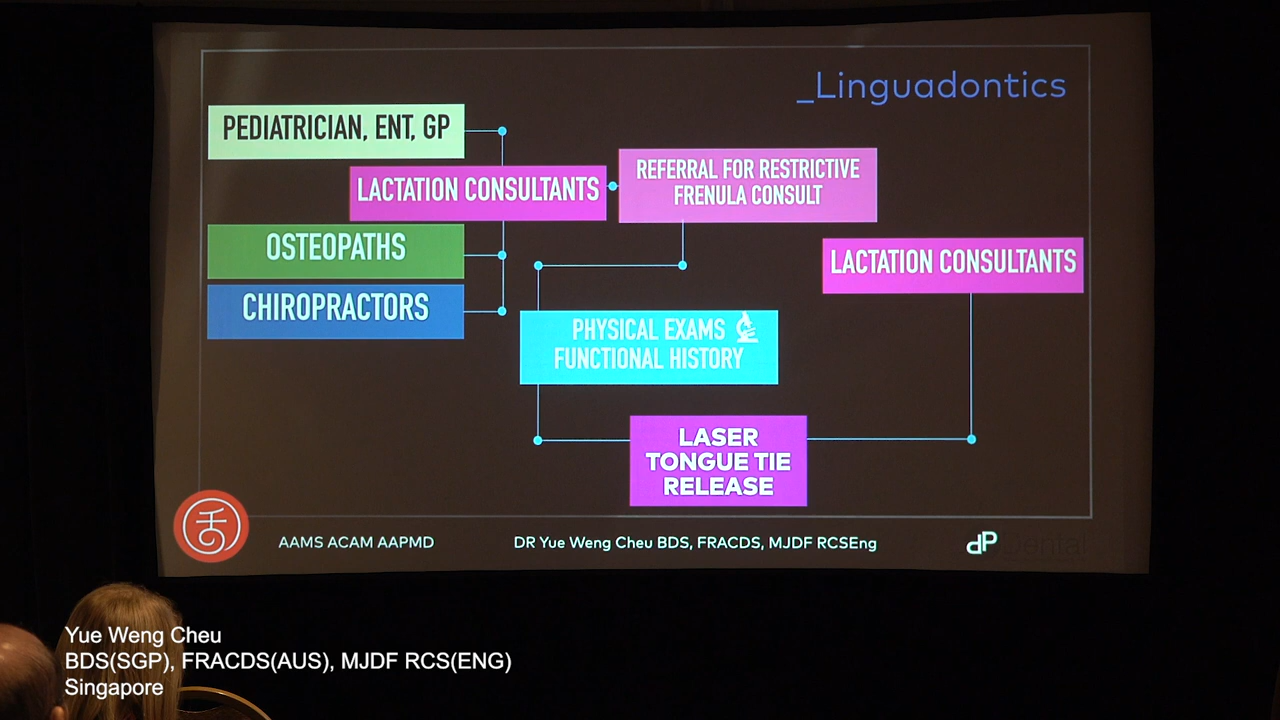 _Linguadontics
PEDIATRICIAN, ENT, GP
LACTATION CONSULTANTS
REFERRAL FOR RESTRICTIVE
FRENULA CONSULT
OSTEOPATHS
LACTATION CONSULTANTS
CHIROPRACTORS
PHYSICAL EXAMS
FUNCTIONAL HISTORY
LASER
TONGUE TIE
RELEASE
舌
AAMS ACAM AAPMD
DR Yue Weng Cheu BDS, FRACDS, MJDF RCSEng
dP Dental
Yue Weng Cheu
BDS(SGP), FRACDS(AUS), MJDF RCS(ENG)
Singapore